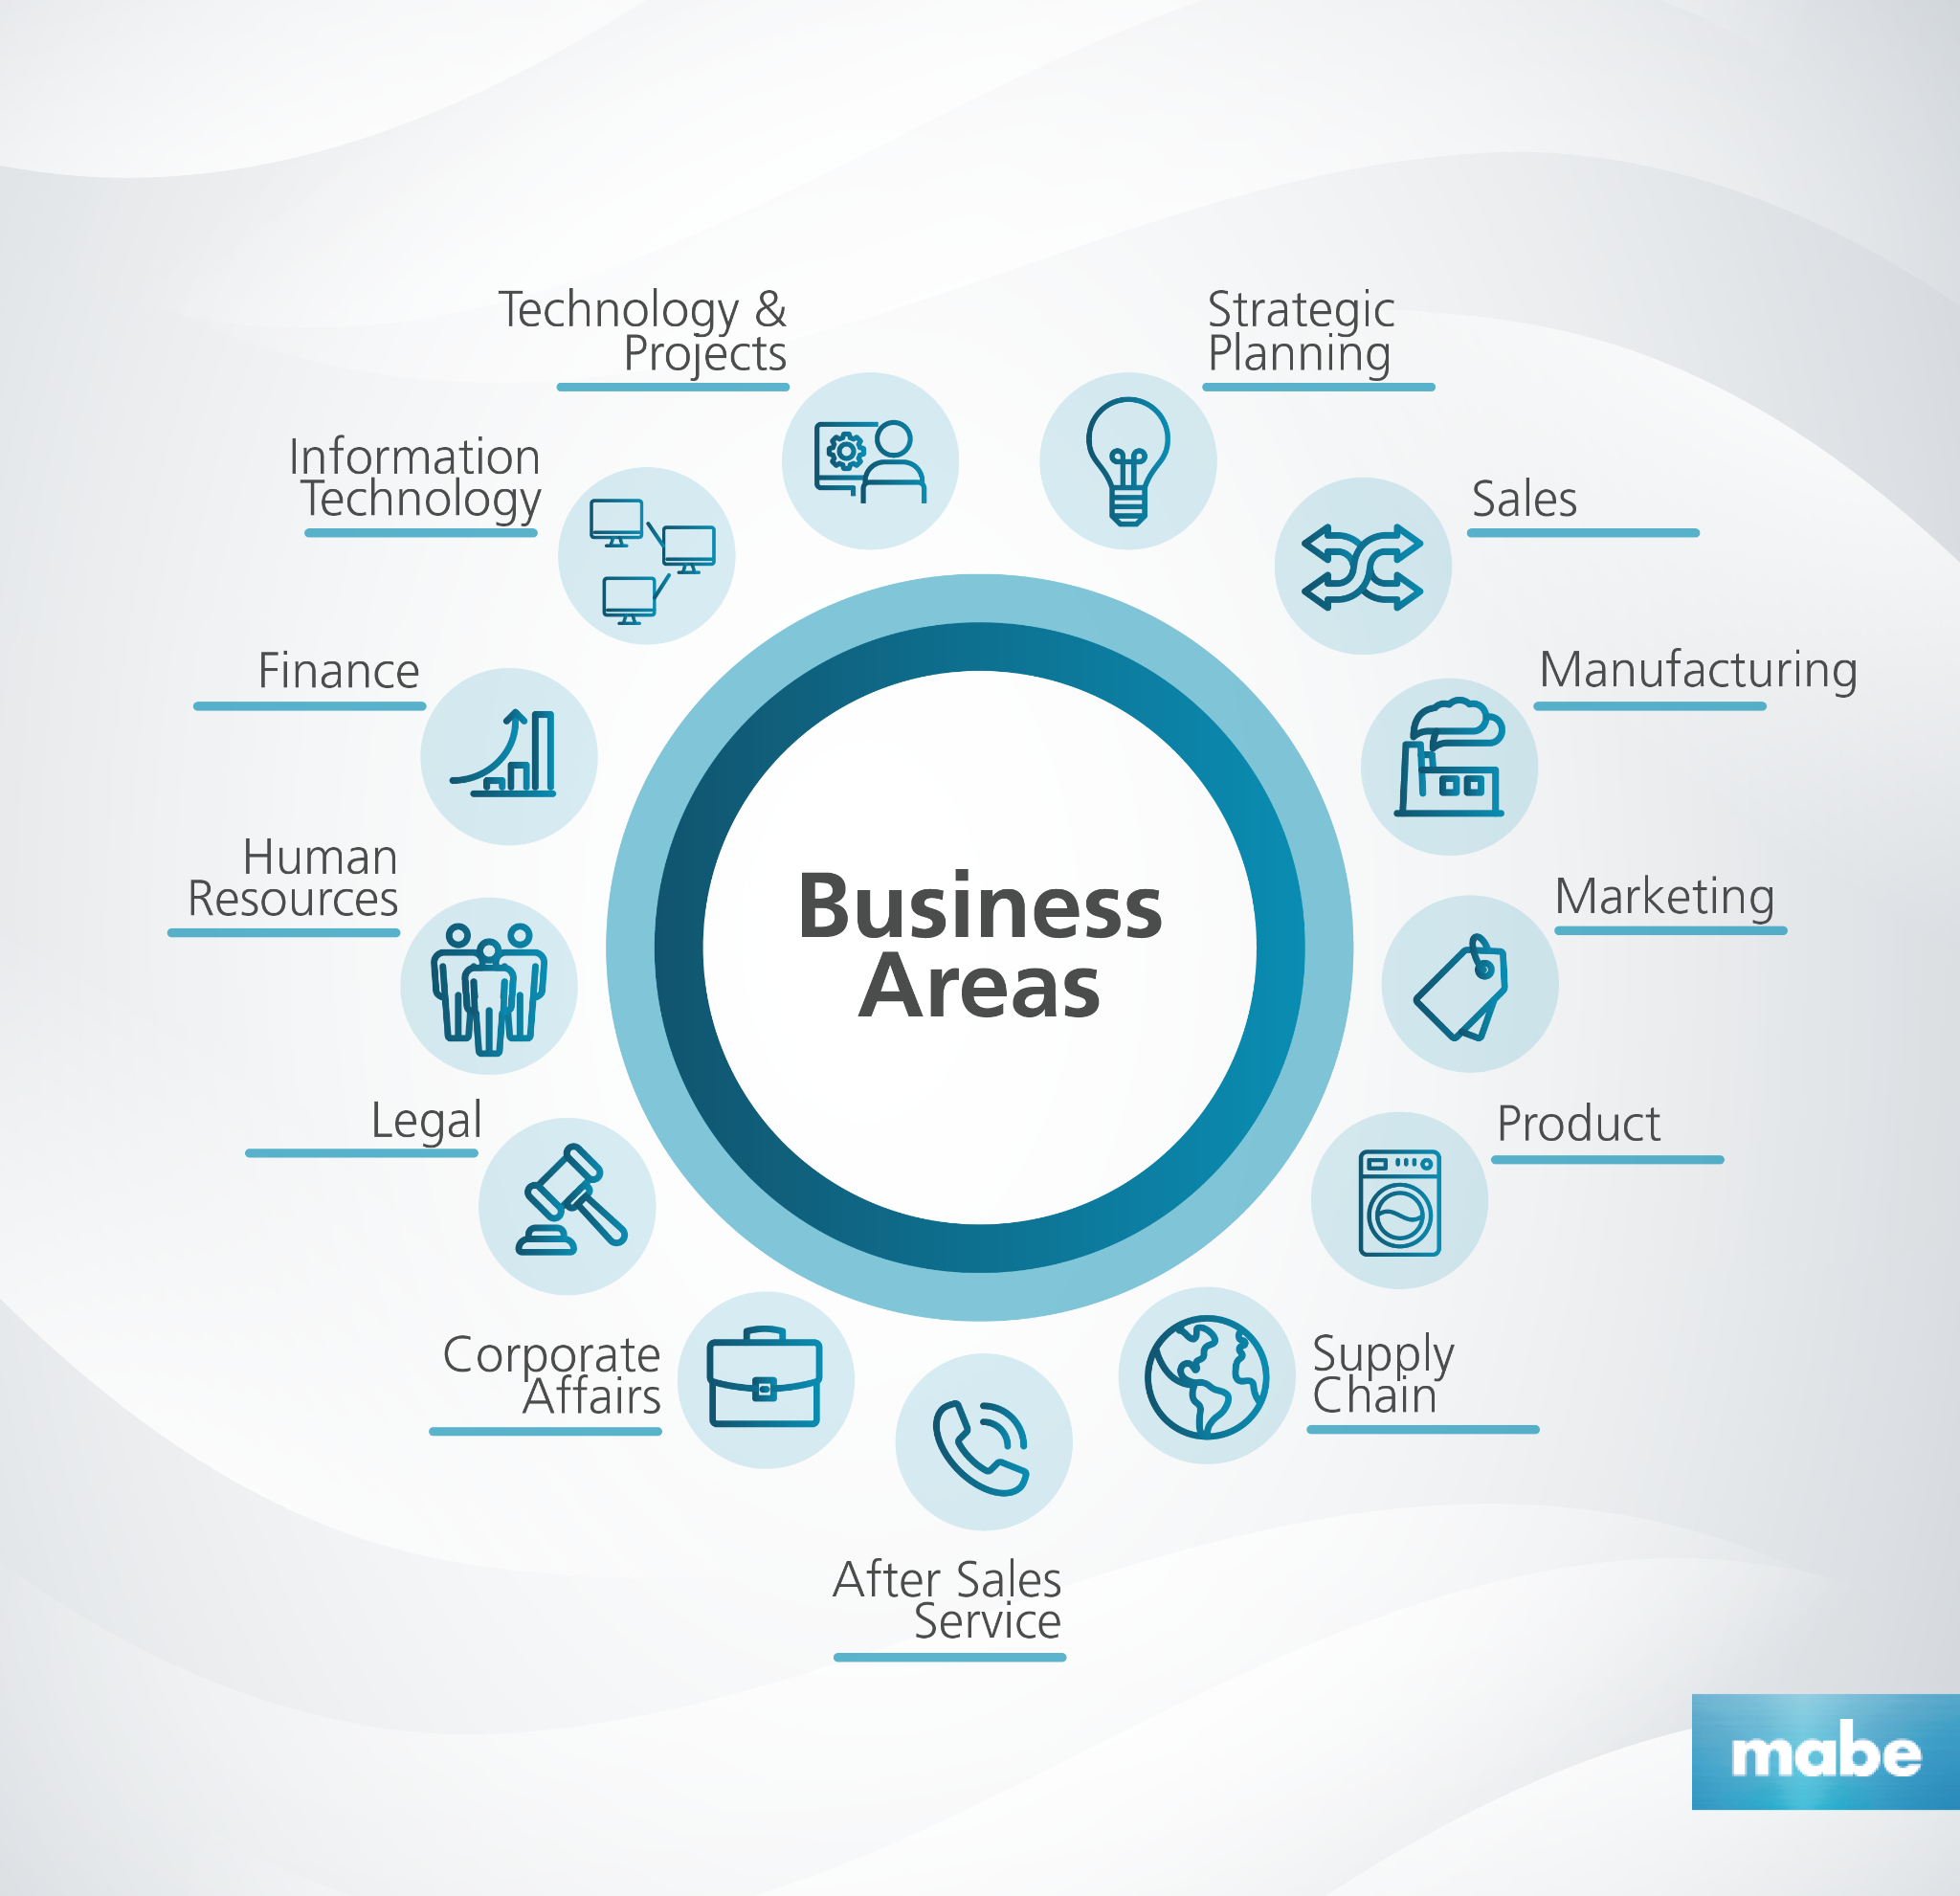 Technology &
Projects
Strategic
Planning
Information
Technology
Sales
Finance
Manufacturing
Human
Resources
Marketing
Business
Areas
Legal
Product
Corporate
Affairs
Supply
Chain
After Sales
Service
mabe